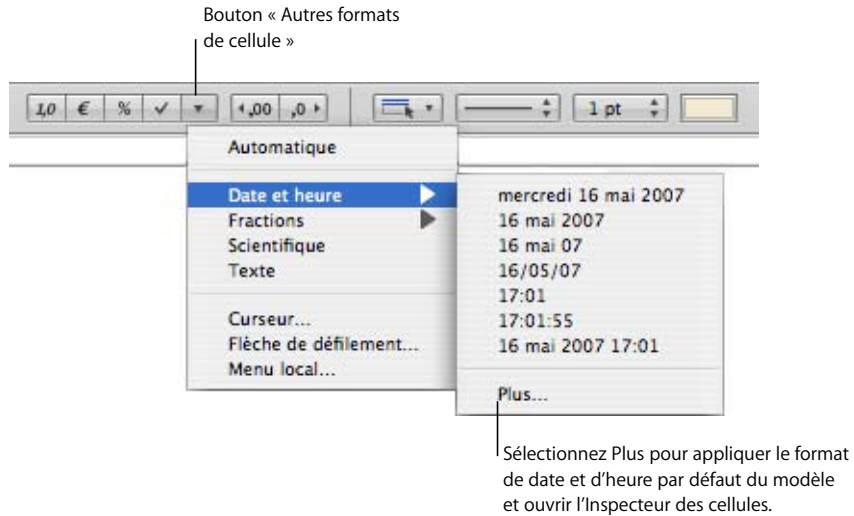 Bouton « Autres formats
de cellule »
1,0 € % ,00 ,0 1 pt
Automatique
Date et heure
Fractions
Scientifique
Texte
Curseur...
Flèche de défilement...
Menu local...
mercredi 16 mai 2007
16 mai 2007
16 mai 07
16/05/07
17:01
17:01:55
16 mai 2007 17:01
Plus...
Sélectionnez Plus pour appliquer le format
de date et d’heure par défaut du modèle
et ouvrir l’Inspecteur des cellules.